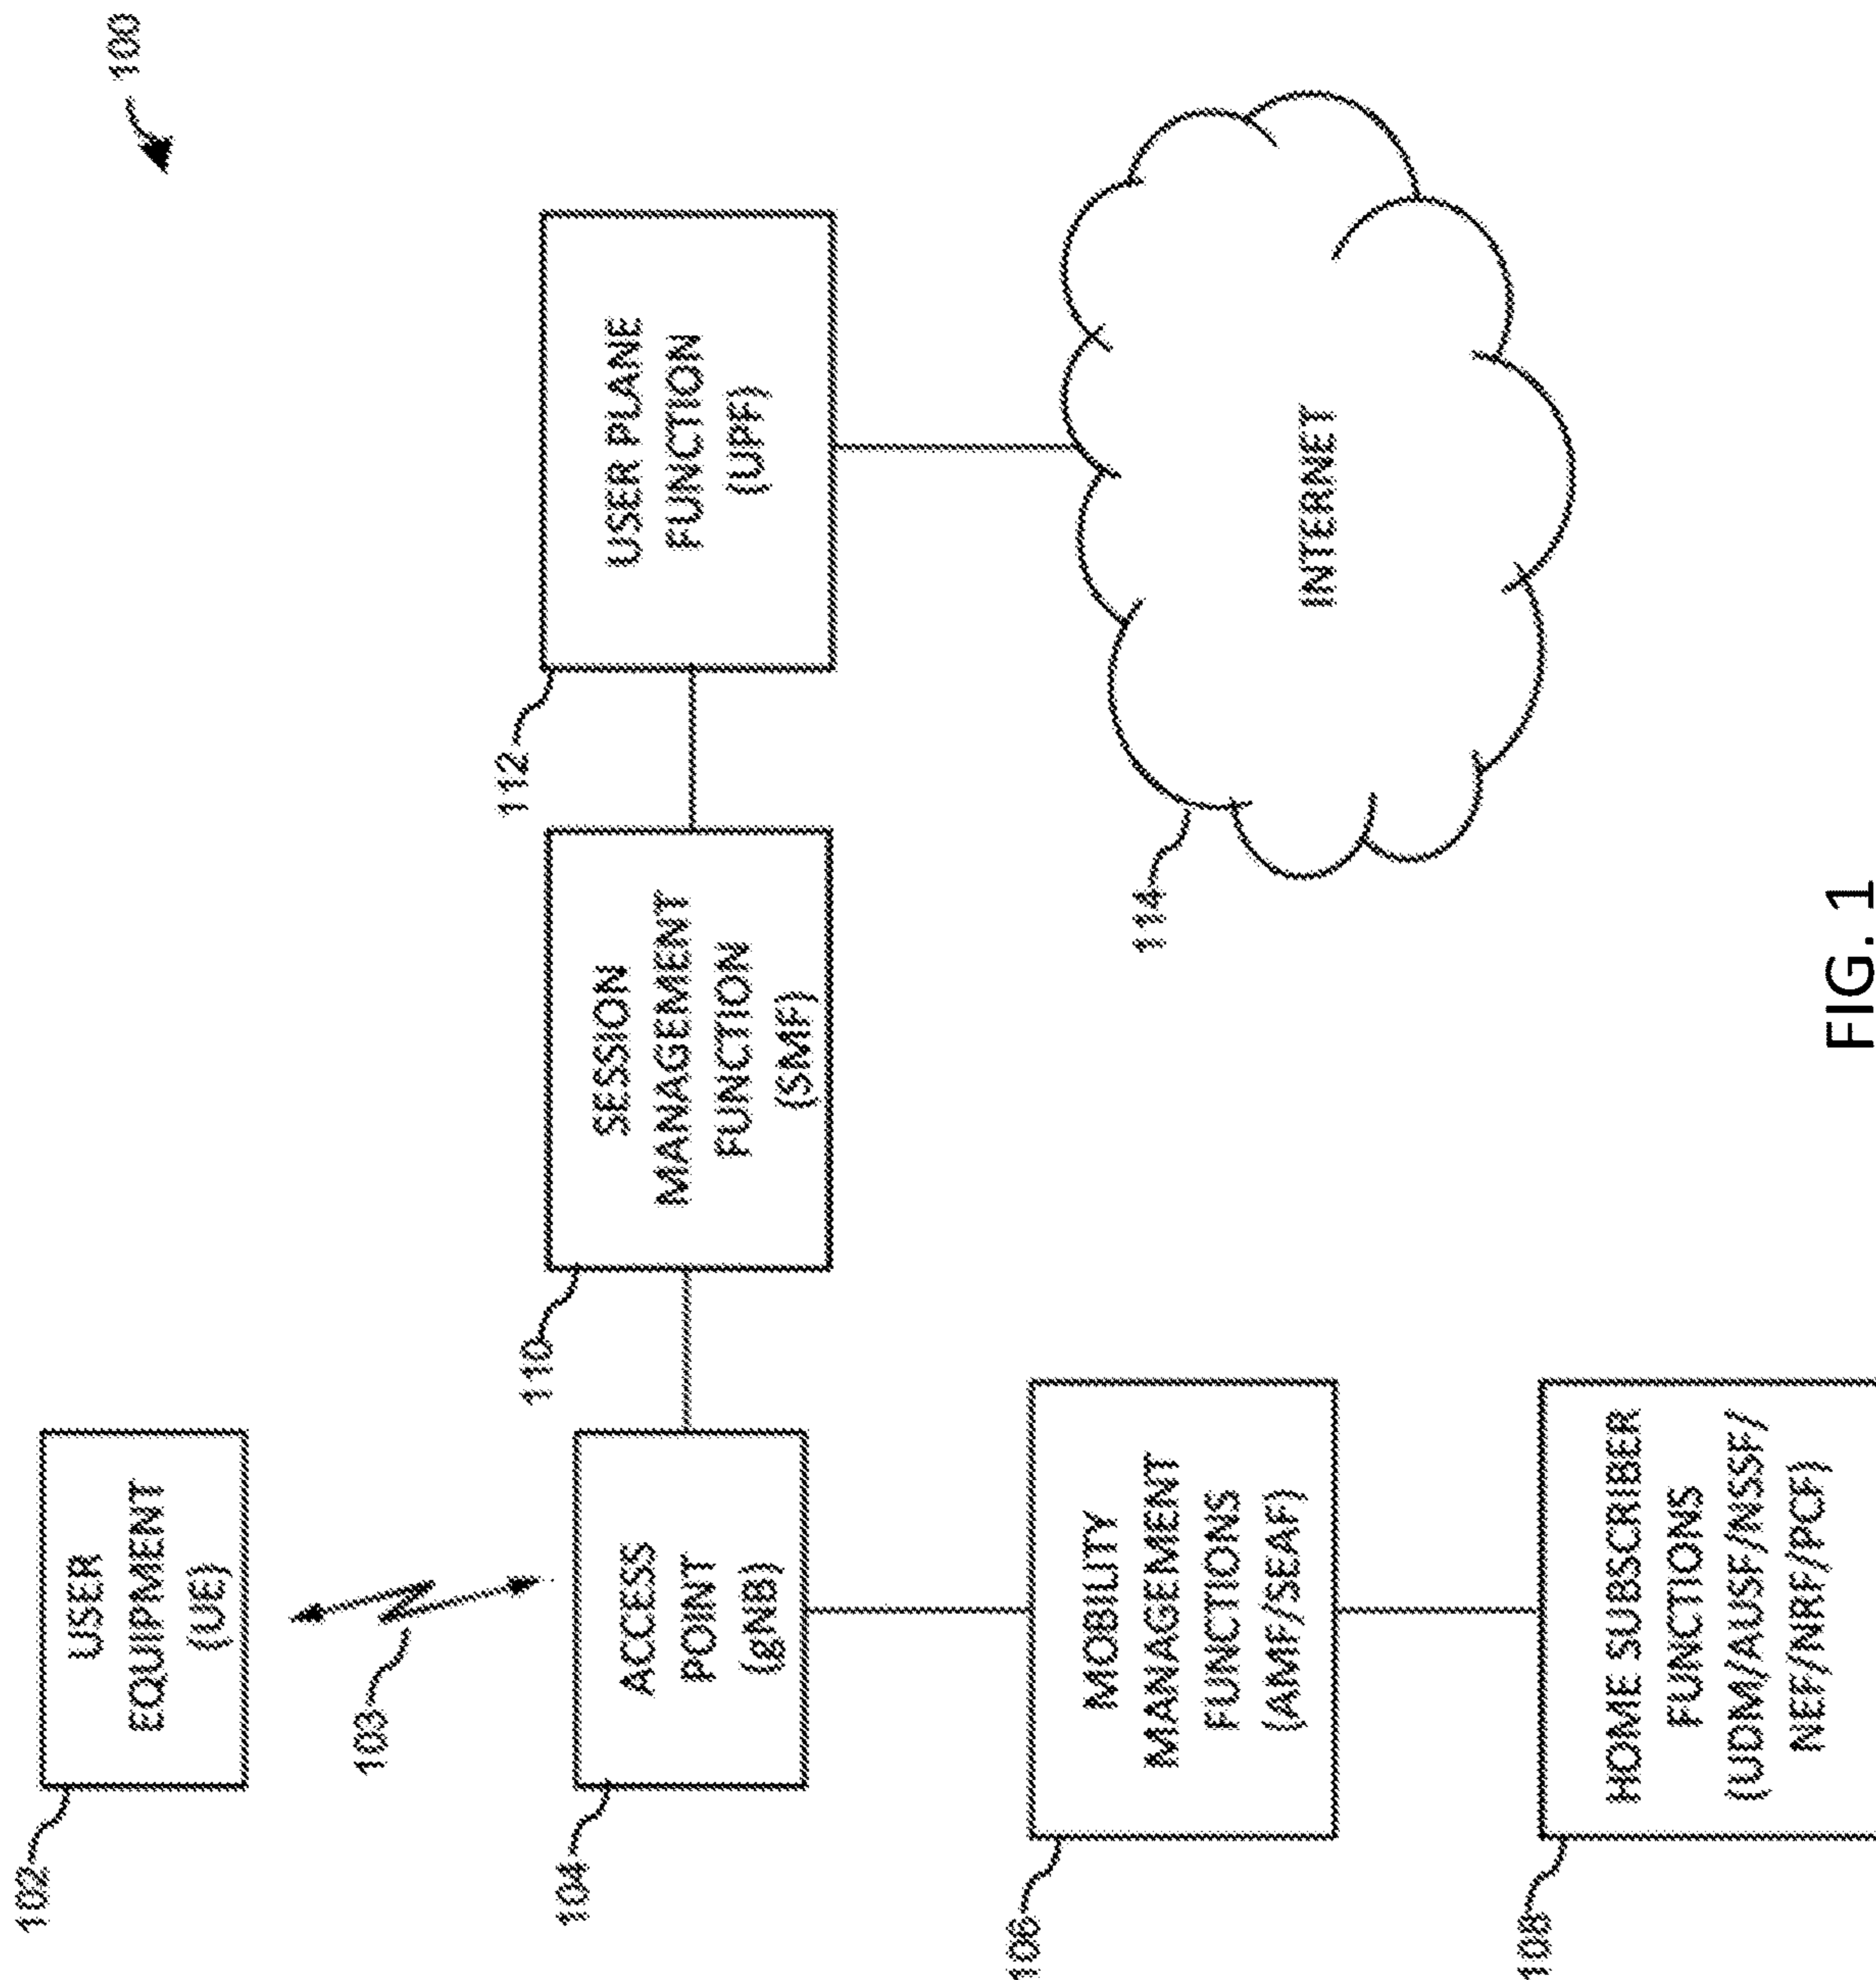 100
102
USER
EQUIPMENT
(UE)
103
104
ACCESS
POINT
(gNB)
110
SESSION
MANAGEMENT
FUNCTION
(SMF)
112
USER PLANE
FUNCTION
(UPF)
106
MOBILITY
MANAGEMENT
FUNCTIONS
(AMF/SEAF)
114
INTERNET
108
HOME SUBSCRIBER
FUNCTIONS
(UDM/AUSF/NSSF/
NEF/NRF/PCF)
FIG. 1